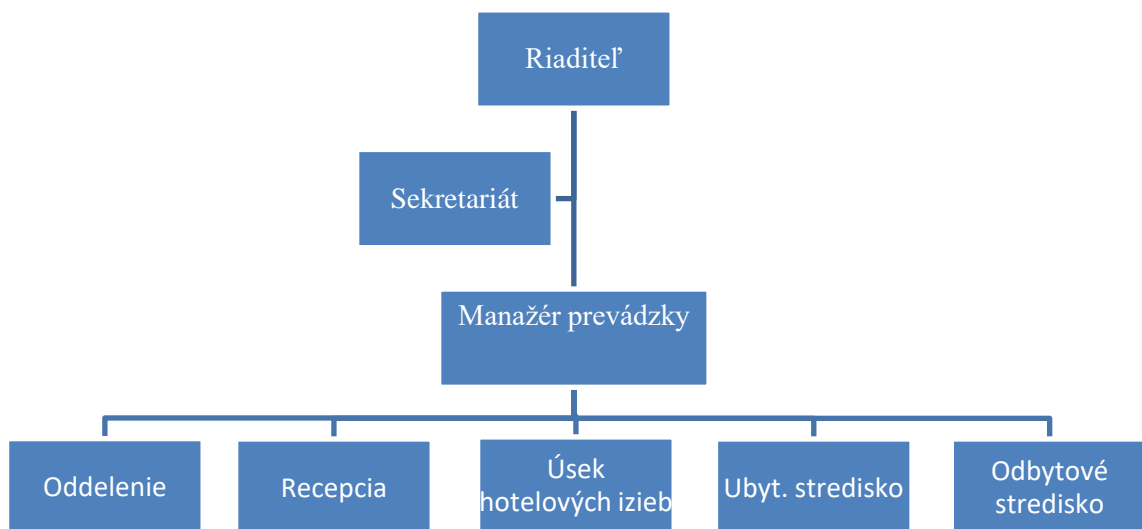 Riaditeľ
Sekretariát
Manažér prevádzky
Oddelenie
Recepcia
Úsek
hotelových izieb
Ubyt. stredisko
Odbytové
stredisko